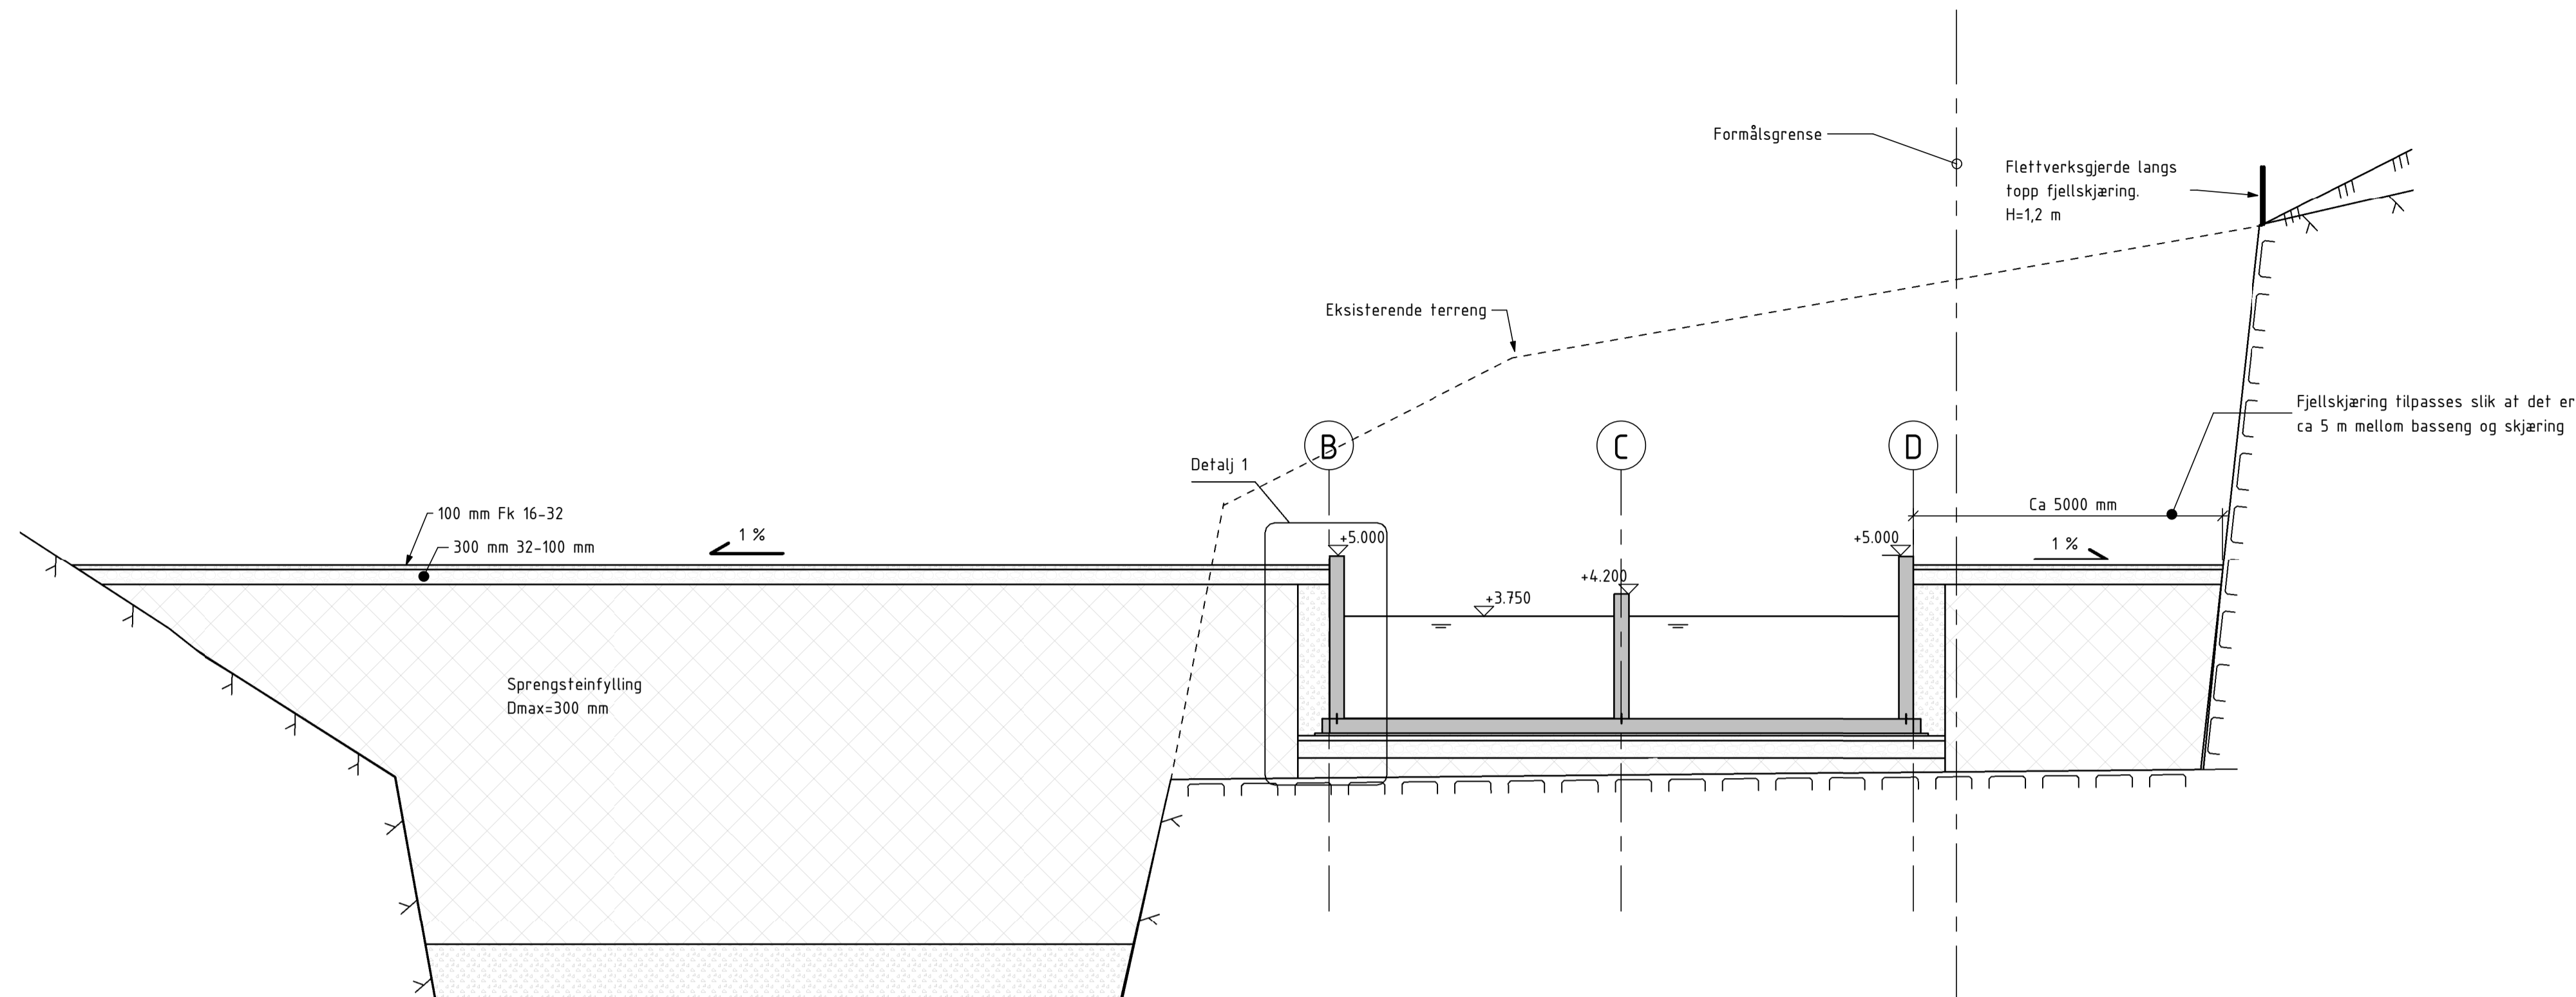 Formålsgrense
Flettverksgjerde langs
topp fjellskjæring.
H=1,2 m
Eksisterende terreng
Fjellskjæring tilpasses slik at det er
ca 5 m mellom basseng og skjæring
B
C
D
Detalj 1
Ca 5000 mm
100 mm Fk 16-32
300 mm 32-100 mm
1 %
+5.000
+5.000
1 %
+4.200
+3.750
Sprengsteinfylling
Dmax=300 mm